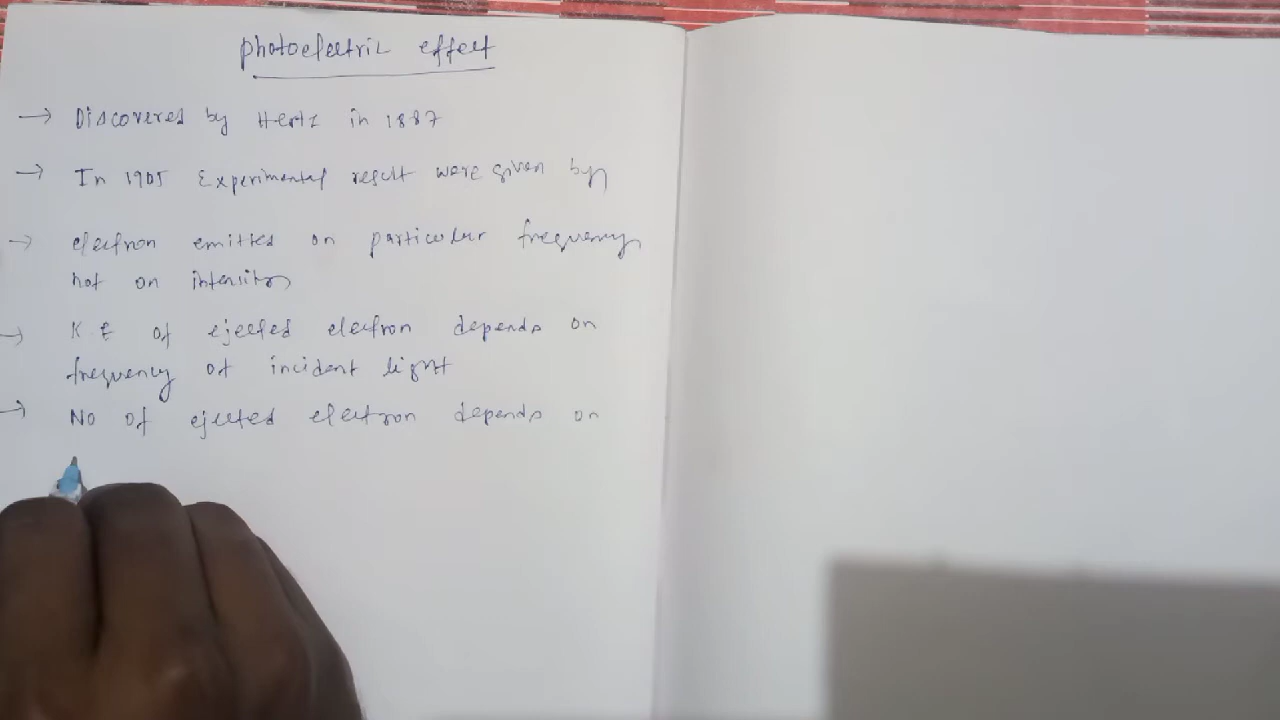 photoelectric effect
→ Discovered by Hertz in 1887
→ In 1905 Experimental result were given by
→ electron emitted on particular frequency
not on intensity
→ K.E of ejected electron depends on
frequency of incident light
→ No of ejected electron depends on